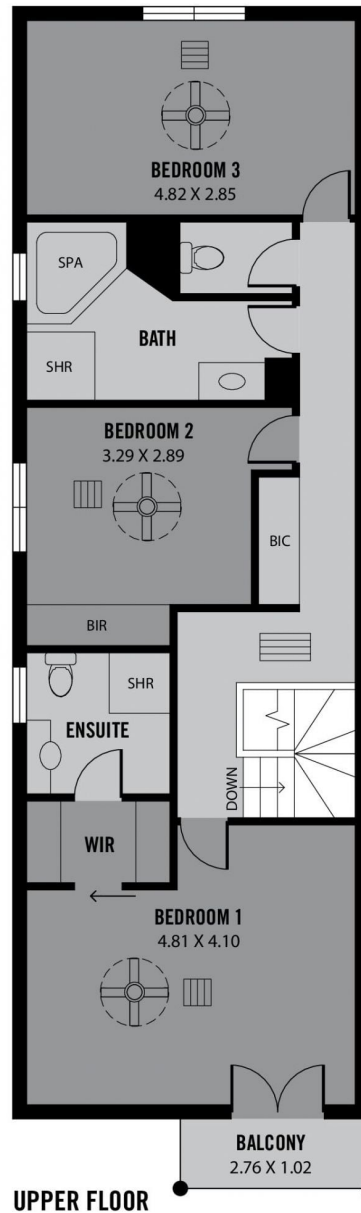 BEDROOM 3
4.82 X 2.85
SPA
BATH
SHR
BEDROOM 2
3.29 X 2.89
BIC
BIR
SHR
ENSUITE
DOWN
WIR
BEDROOM 1
4.81 X 4.10
BALCONY
2.76 X 1.02
UPPER FLOOR